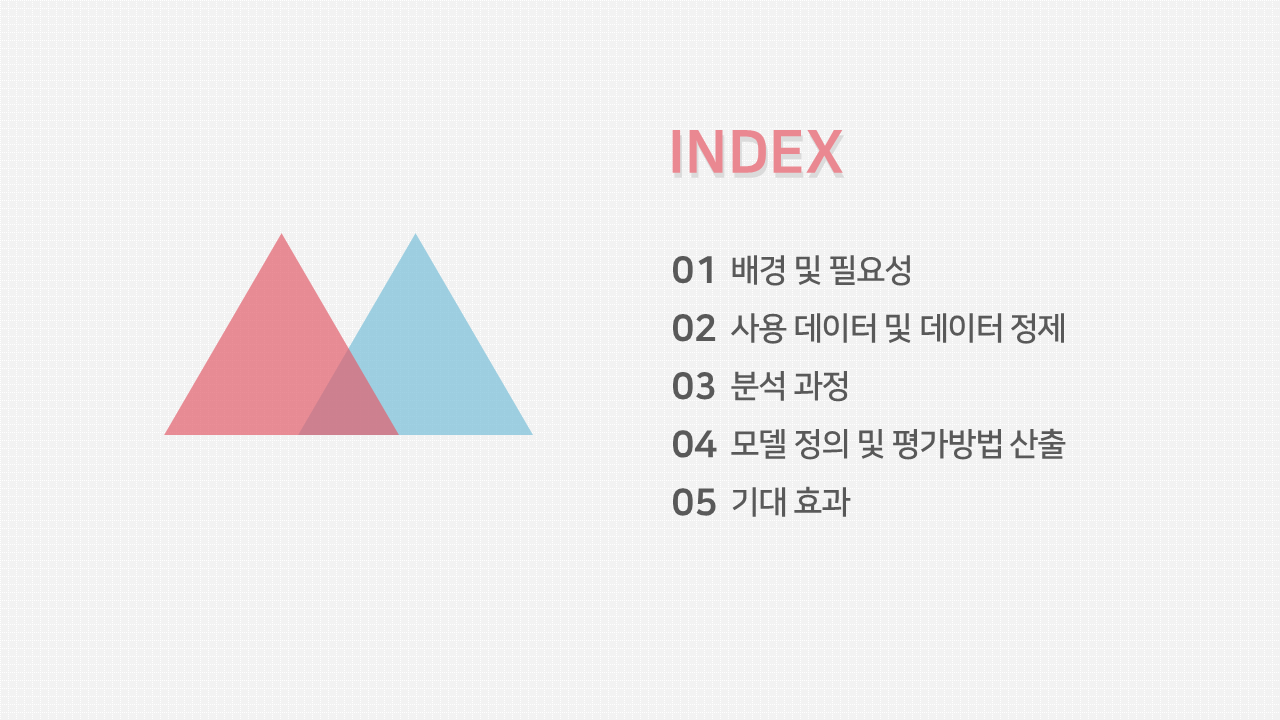 INDEX
01 배경 및 필요성
02 사용 데이터 및 데이터 정제
03 분석 과정
04 모델 정의 및 평가방법 산출
05 기대 효과